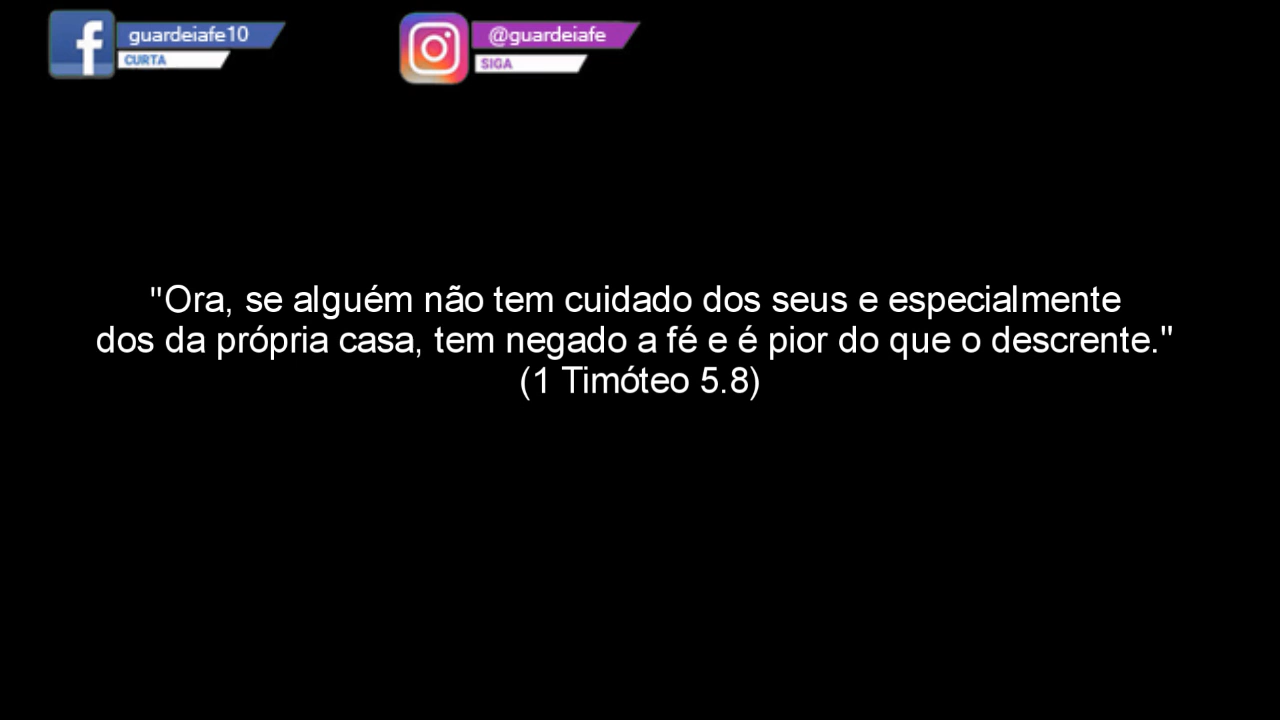 guardeiafe10
CURTA
@guardeiafe
SIGA
"Ora, se alguém não tem cuidado dos seus e especialmente
dos da própria casa, tem negado a fé e é pior do que o descrente."
(1 Timóteo 5.8)